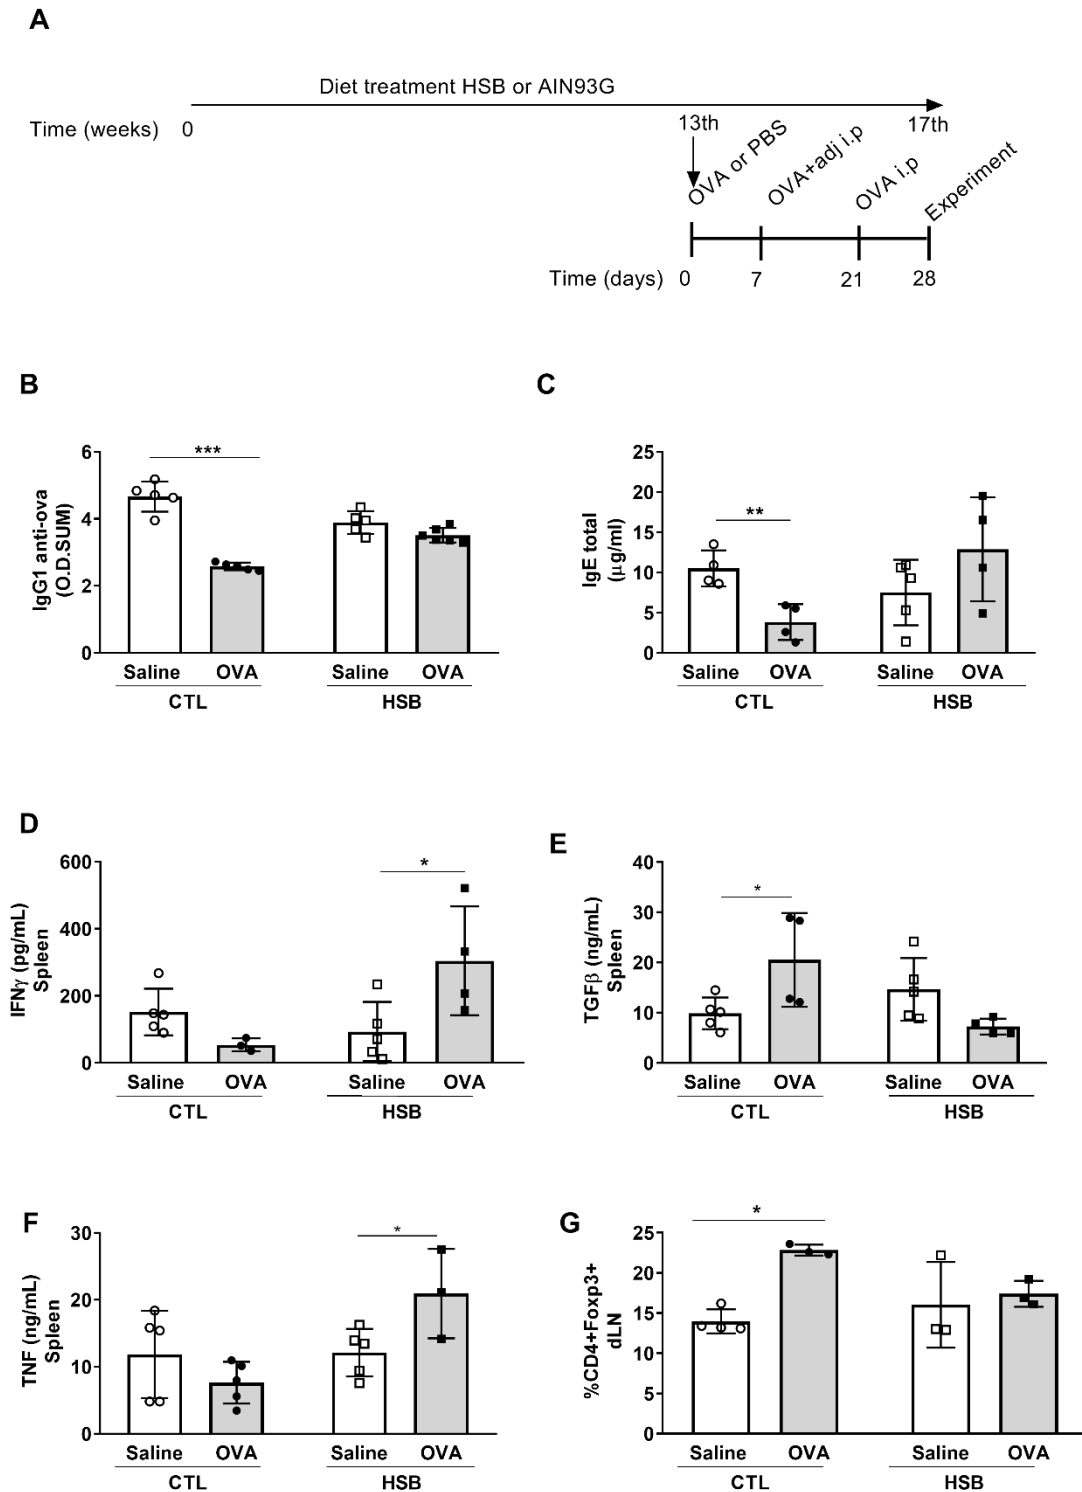 A
Diet treatment HSB or AIN93G
Time (weeks) 0 13th 17th
OVA or PBS
OVA+adj i.p
OVA i.p
Experiment
Time (days) 0 7 21 28
B
IgG1 anti-ova
(O.D.SUM)
6
4
2
0
***
Saline OVA Saline OVA
CTL HSB
C
IgE total
(µg/ml)
25
20
15
10
5
0
**
Saline OVA Saline OVA
CTL HSB
D
IFNγ (pg/mL)
Spleen
600
400
200
0
*
Saline OVA Saline OVA
CTL HSB
E
TGFβ (ng/mL)
Spleen
40
30
20
10
0
*
Saline OVA Saline OVA
CTL HSB
F
TNF (ng/mL)
Spleen
30
20
10
0
*
Saline OVA Saline OVA
CTL HSB
G
%CD4+Foxp3+
dLN
25
20
15
10
5
0
*
Saline OVA Saline OVA
CTL HSB